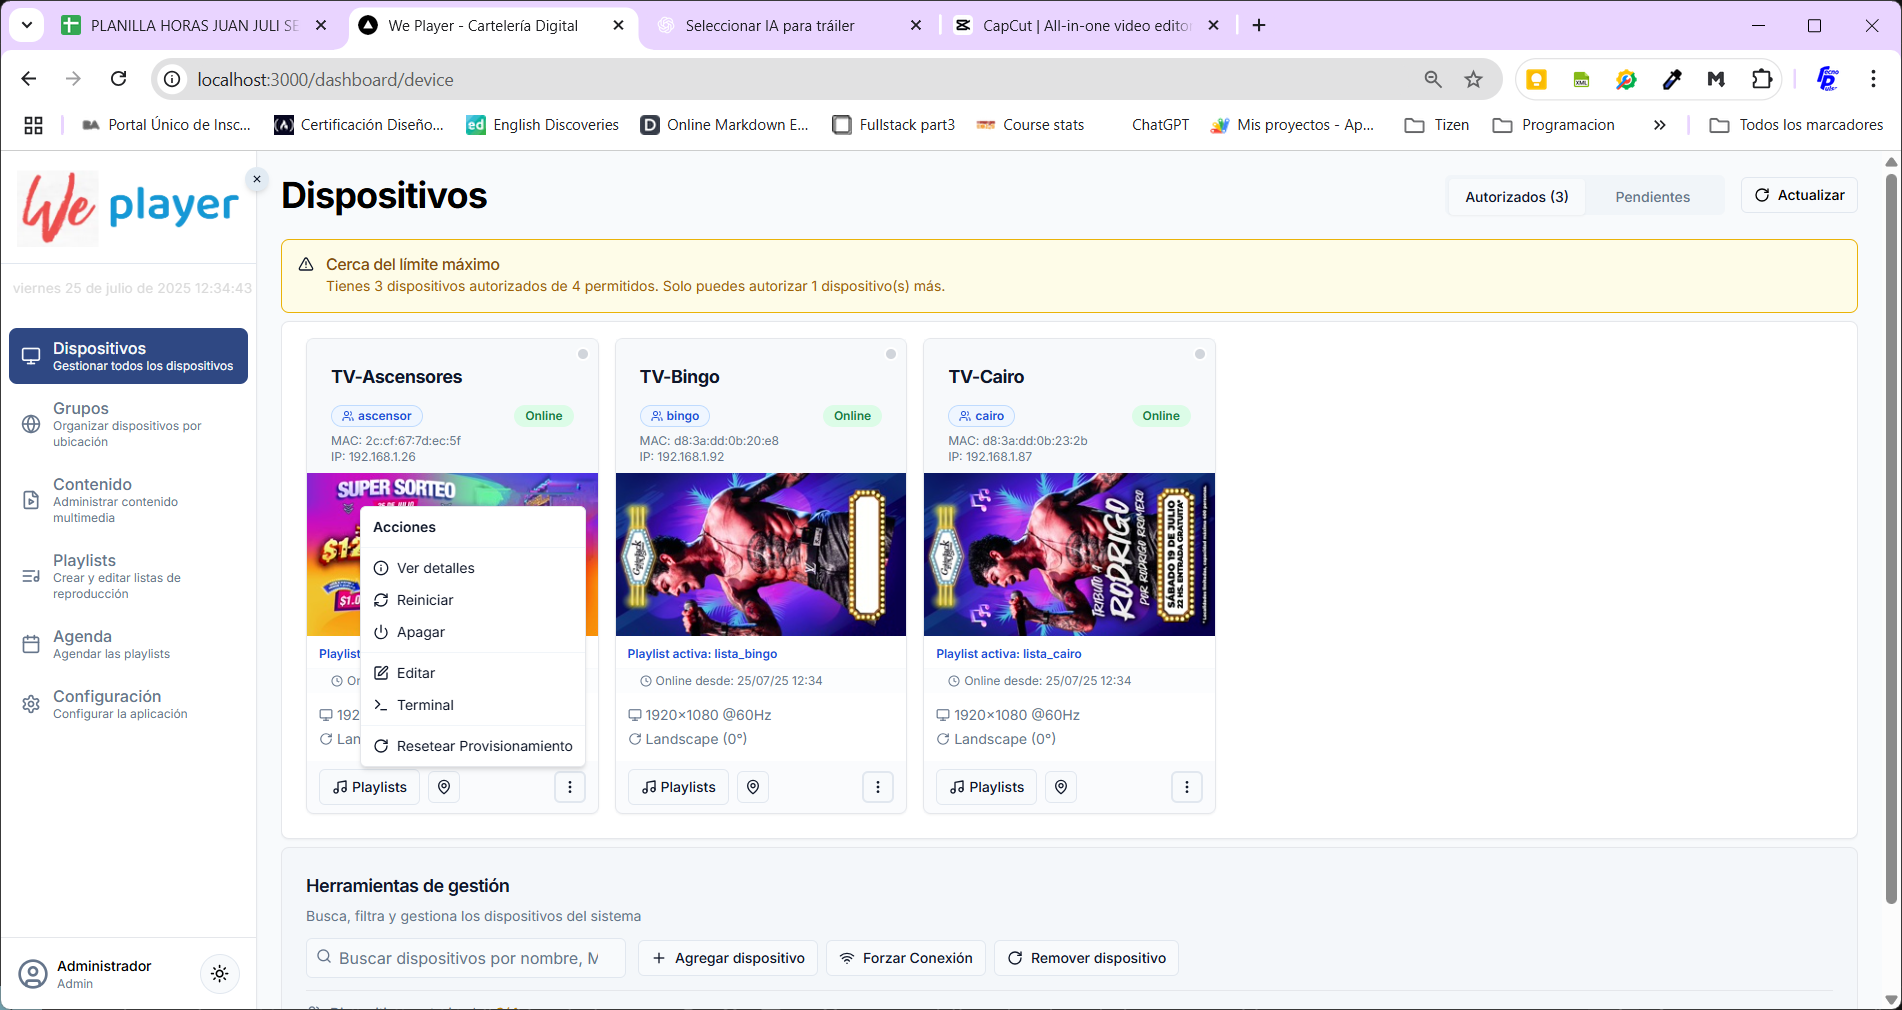 PLANILLA HORAS JUAN JULI SE
We Player - Cartelería Digital
Seleccionar IA para tráiler
CapCut | All-in-one video edito
localhost:3000/dashboard/device
Portal Único de Insc...
Certificación Diseño...
English Discoveries
Online Markdown E...
Fullstack part3
Course stats
ChatGPT
Mis proyectos - Ap...
Tizen
Programacion
Todos los marcadores
We player
viernes 25 de julio de 2025 12:34:43
Dispositivos
Gestionar todos los dispositivos
Grupos
Organizar dispositivos por
ubicación
Contenido
Administrar contenido
multimedia
Playlists
Crear y editar listas de
reproducción
Agenda
Agendar las playlists
Configuración
Configurar la aplicación
Administrador
Admin
Dispositivos
Autorizados (3)
Pendientes
Actualizar
Cerca del límite máximo
Tienes 3 dispositivos autorizados de 4 permitidos. Solo puedes autorizar 1 dispositivo(s) más.
TV-Ascensores
ascensor
Online
MAC: 2c:cf:67:7d:ec:5f
IP: 192.168.1.26
SUPER SORTEO
Playlist
192
Lan
Playlists
Acciones
Ver detalles
Reiniciar
Apagar
Editar
Terminal
Resetear Provisionamiento
TV-Bingo
bingo
Online
MAC: d8:3a:dd:0b:20:e8
IP: 192.168.1.92
Playlist activa: lista_bingo
Online desde: 25/07/25 12:34
1920×1080 @60Hz
Landscape (0°)
Playlists
TV-Cairo
cairo
Online
MAC: d8:3a:dd:0b:23:2b
IP: 192.168.1.87
TRIBUTO A
RODRIGO
POR RODRIGO RROMERO
SÁBADO 19 DE JULIO
22 HS. ENTRADA GRATUITA*
Playlist activa: lista_cairo
Online desde: 25/07/25 12:34
1920×1080 @60Hz
Landscape (0°)
Playlists
Herramientas de gestión
Busca, filtra y gestiona los dispositivos del sistema
Buscar dispositivos por nombre, M
Agregar dispositivo
Forzar Conexión
Remover dispositivo